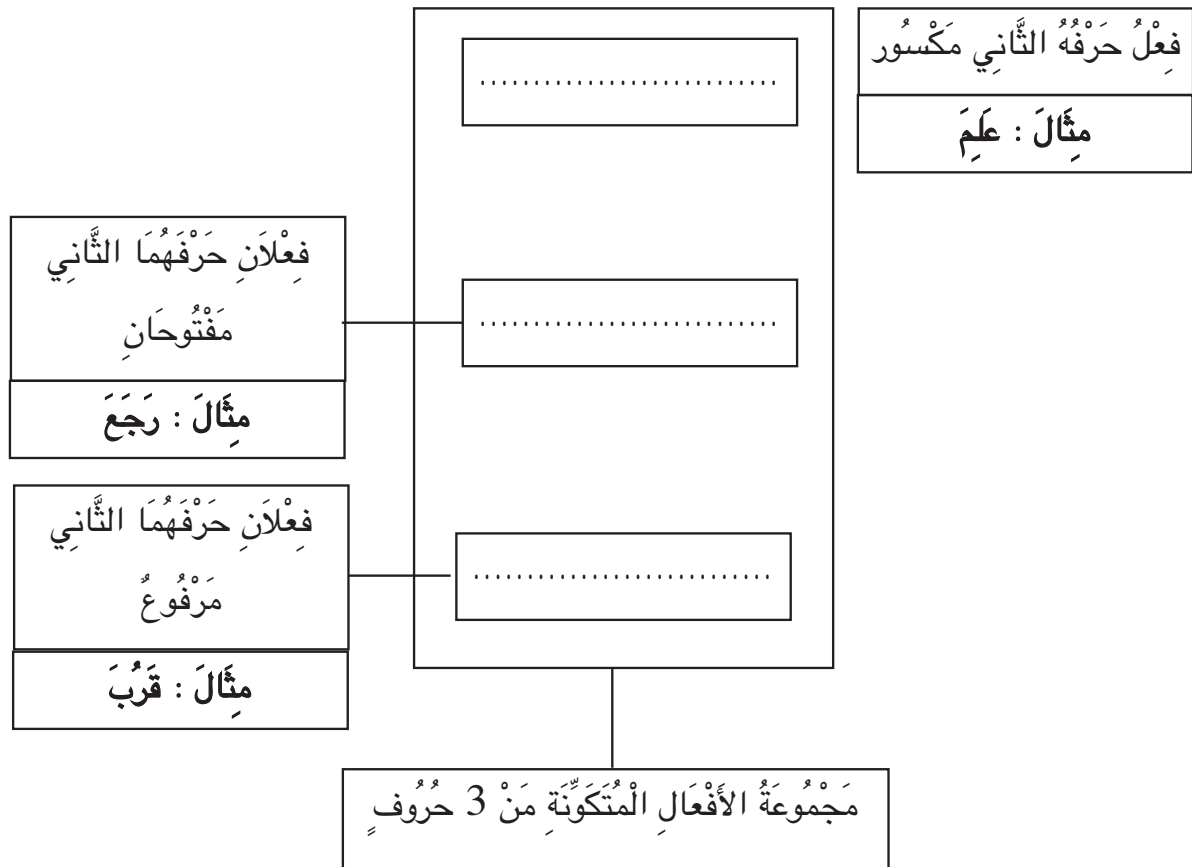 فِعْلُ حَرْفُهُ الثَّانِي مَكْسُور
مِثَالَ : عَلِمَ
............................
فِعْلاَنِ حَرْفَهُمَا الثَّانِي
مَفْتُوحَانِ
مِثَالَ : رَجَعَ
............................
فِعْلاَنِ حَرْفَهُمَا الثَّانِي
مَرْفُوعٌ
مِثَالَ : قَرُبَ
............................
مَجْمُوعَةُ الأَفْعَالِ الْمُتَكَوِّنَةِ مَنْ 3 حُرُوفٍ